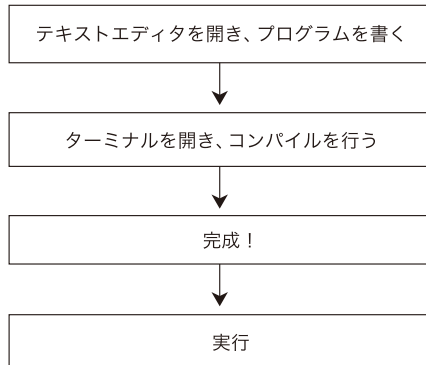 テキストエディタを開き、プログラムを書く
ターミナルを開き、コンパイルを行う
完成！
実行